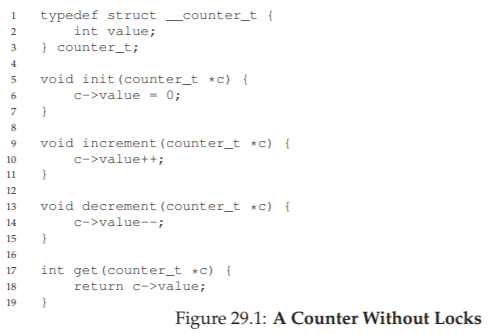 1 typedef struct __counter_t {
2 int value;
3 } counter_t;
4
5 void init(counter_t *c) {
6 c->value = 0;
7 }
8
9 void increment(counter_t *c) {
10 c->value++;
11 }
12
13 void decrement(counter_t *c) {
14 c->value--;
15 }
16
17 int get(counter_t *c) {
18 return c->value;
19 }
Figure 29.1: A Counter Without Locks